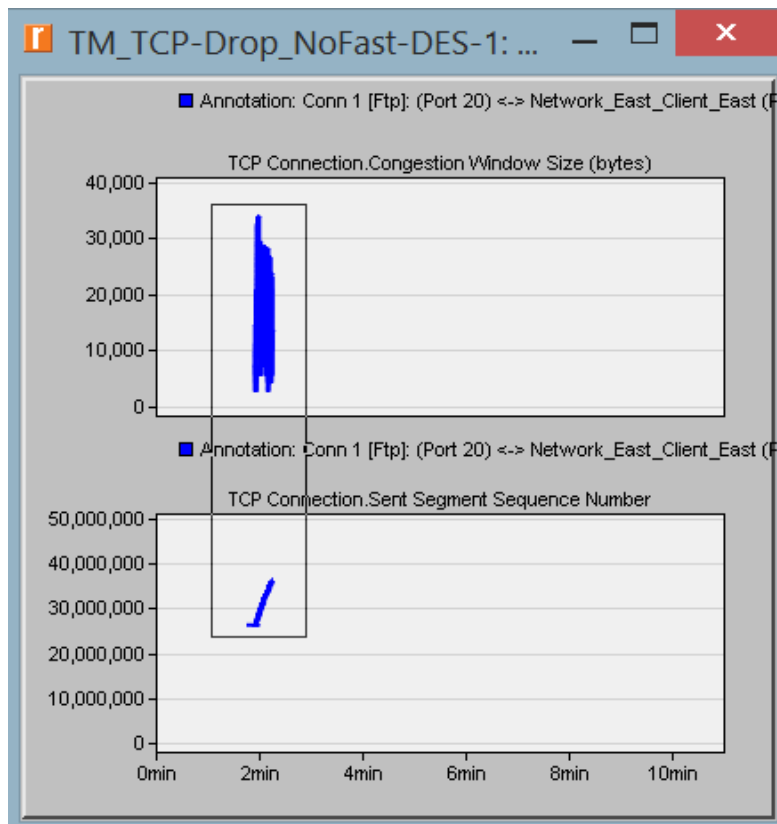 r TM_TCP-Drop_NoFast-DES-1: ...
Annotation: Conn 1 [Ftp]: (Port 20) <-> Network_East_Client_East (F
TCP Connection.Congestion Window Size (bytes)
40,000
30,000
20,000
10,000
0
Annotation: Conn 1 [Ftp]: (Port 20) <-> Network_East_Client_East (F
TCP Connection.Sent Segment Sequence Number
50,000,000
40,000,000
30,000,000
20,000,000
10,000,000
0
0min 2min 4min 6min 8min 10min